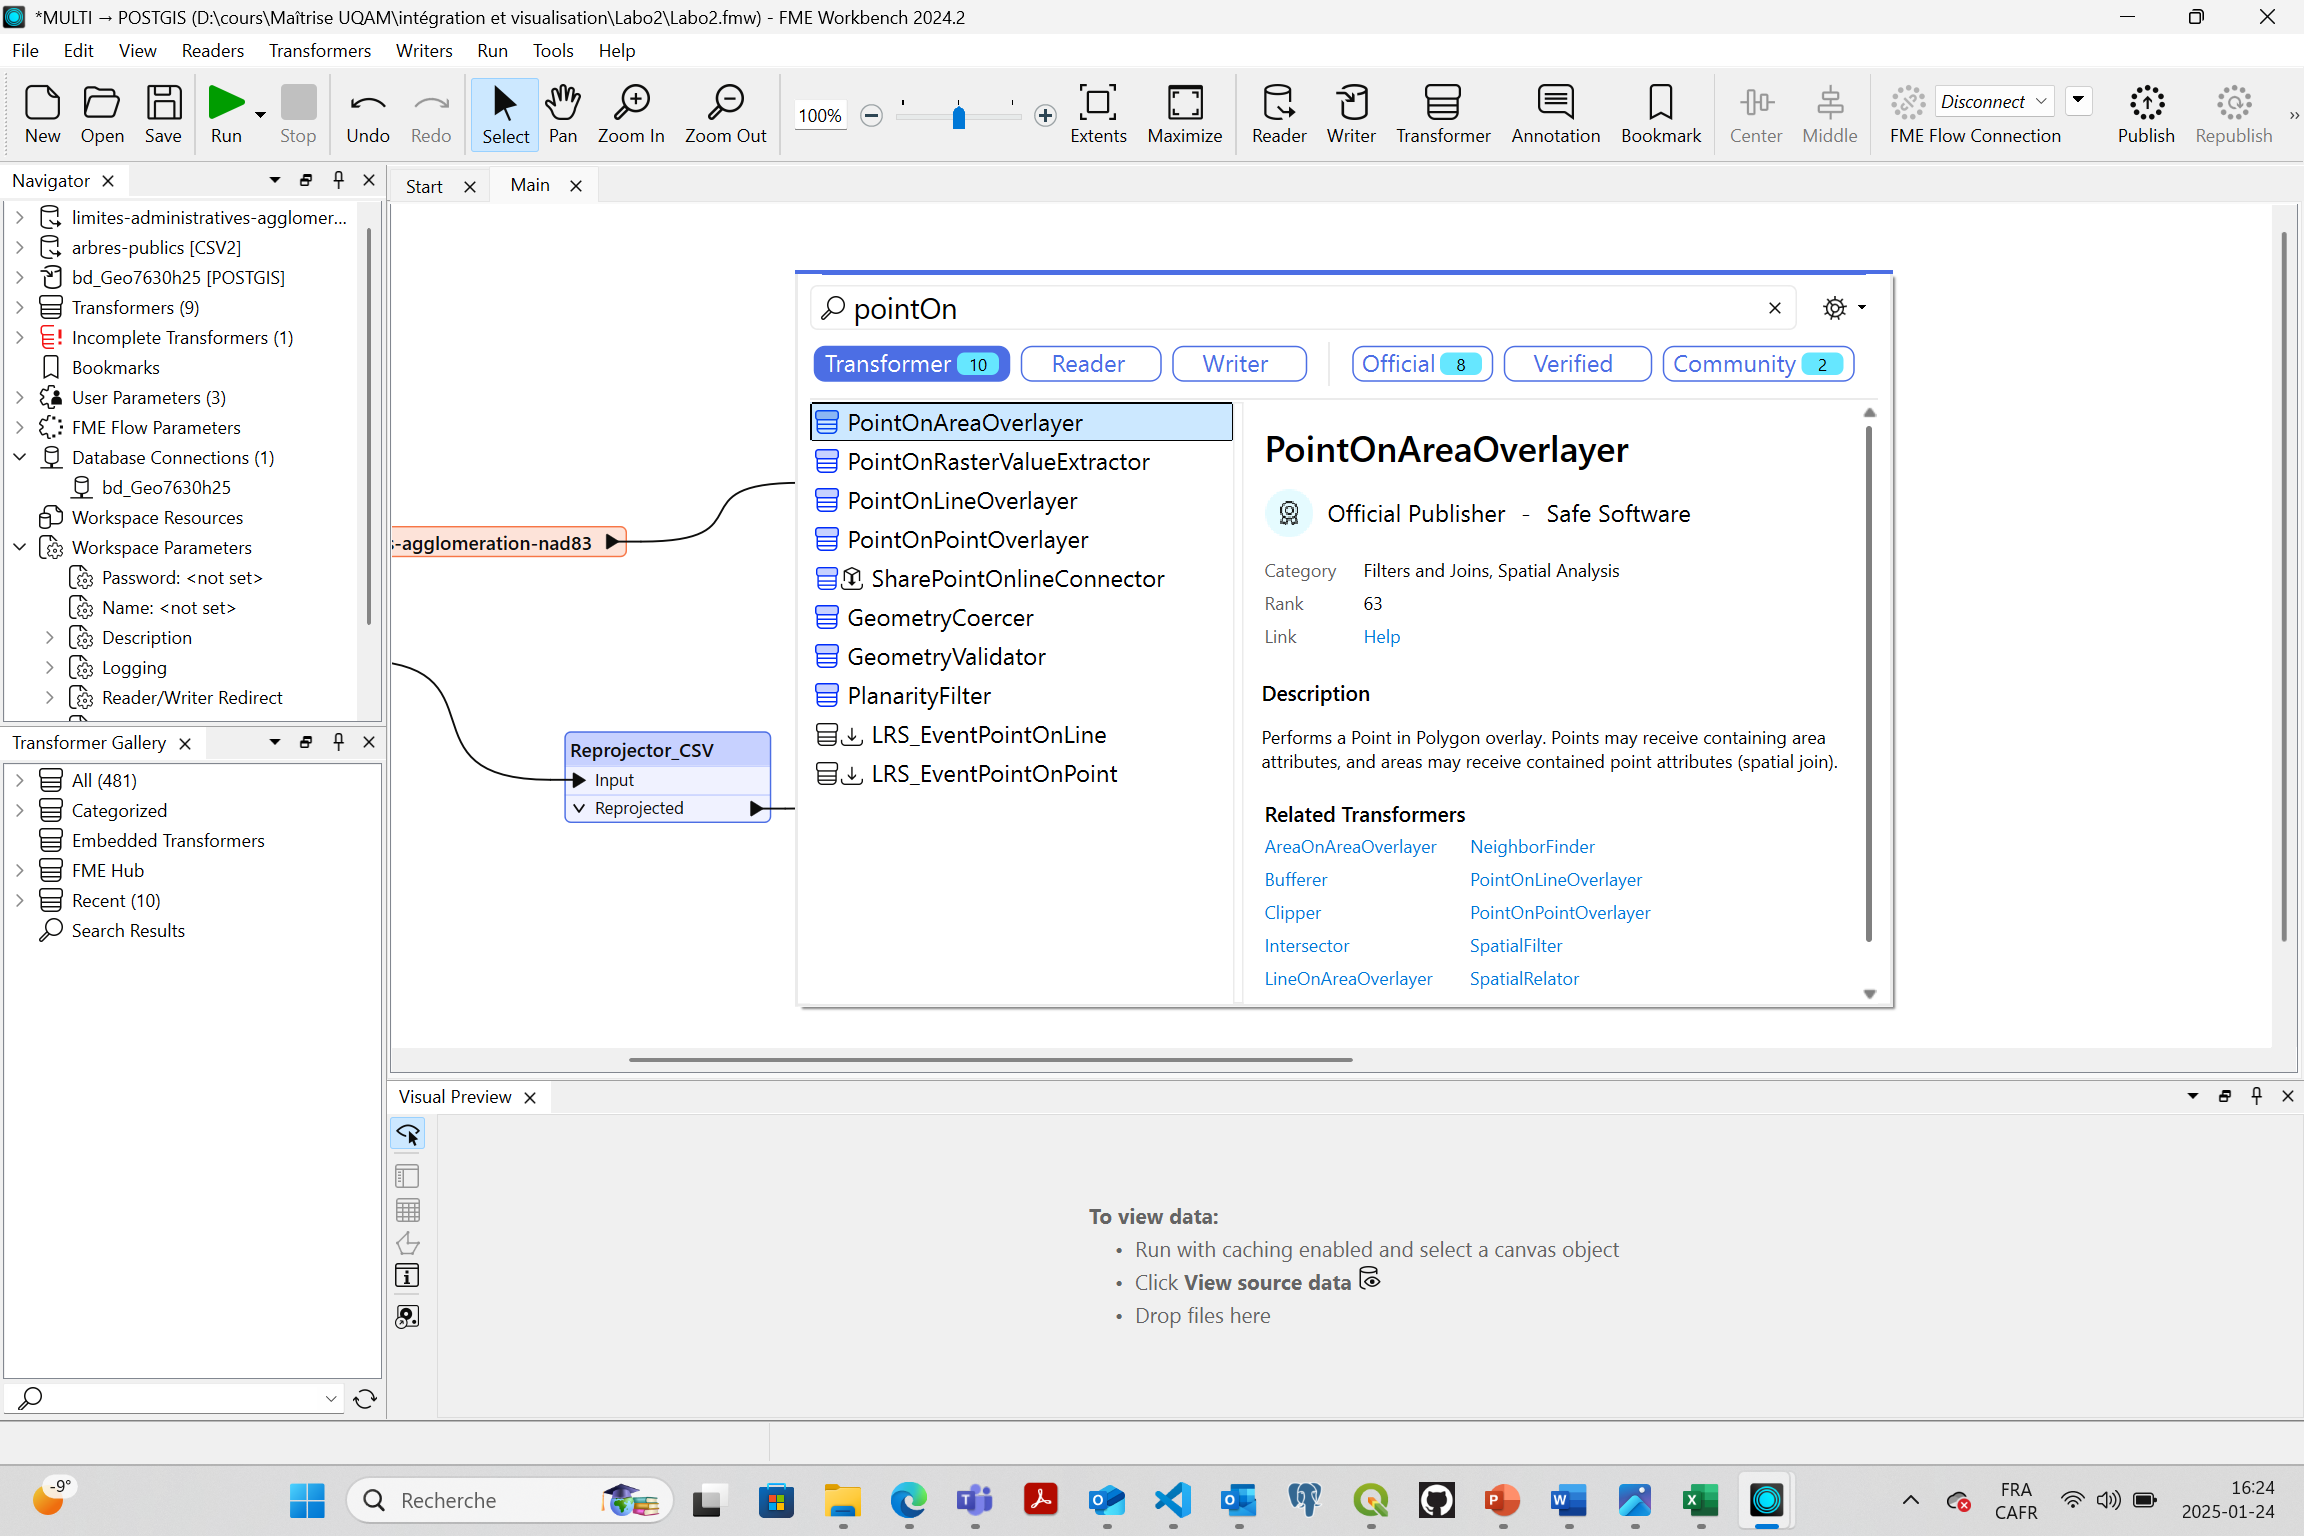 *MULTI → POSTGIS (D:\cours\Maîtrise UQAM\intégration et visualisation\Labo2\Labo2.fmw) - FME Workbench 2024.2
File Edit View Readers Transformers Writers Run Tools Help
New Open Save Run Stop Undo Redo Select Pan Zoom In Zoom Out 100% Extents Maximize Reader Writer Transformer Annotation Bookmark Center Middle Disconnect FME Flow Connection Publish Republish »
Navigator
limites-administratives-agglomer...
arbres-publics [CSV2]
bd_Geo7630h25 [POSTGIS]
Transformers (9)
Incomplete Transformers (1)
Bookmarks
User Parameters (3)
FME Flow Parameters
Database Connections (1)
bd_Geo7630h25
Workspace Resources
Workspace Parameters
Password: <not set>
Name: <not set>
Description
Logging
Reader/Writer Redirect
Transformer Gallery
All (481)
Categorized
Embedded Transformers
FME Hub
Recent (10)
Search Results
Start Main
s-agglomeration-nad83
Reprojector_CSV
Input
Reprojected
pointOn
Transformer 10 Reader Writer Official 8 Verified Community 2
PointOnAreaOverlayer
PointOnRasterValueExtractor
PointOnLineOverlayer
PointOnPointOverlayer
SharePointOnlineConnector
GeometryCoercer
GeometryValidator
PlanarityFilter
LRS_EventPointOnLine
LRS_EventPointOnPoint
PointOnAreaOverlayer
Official Publisher - Safe Software
Category Filters and Joins, Spatial Analysis
Rank 63
Link Help
Description
Performs a Point in Polygon overlay. Points may receive containing area
attributes, and areas may receive contained point attributes (spatial join).
Related Transformers
AreaOnAreaOverlayer NeighborFinder
Bufferer PointOnLineOverlayer
Clipper PointOnPointOverlayer
Intersector SpatialFilter
LineOnAreaOverlayer SpatialRelator
Visual Preview
To view data:
• Run with caching enabled and select a canvas object
• Click View source data
• Drop files here
-9°
Recherche
FRA
CAFR
16:24
2025-01-24